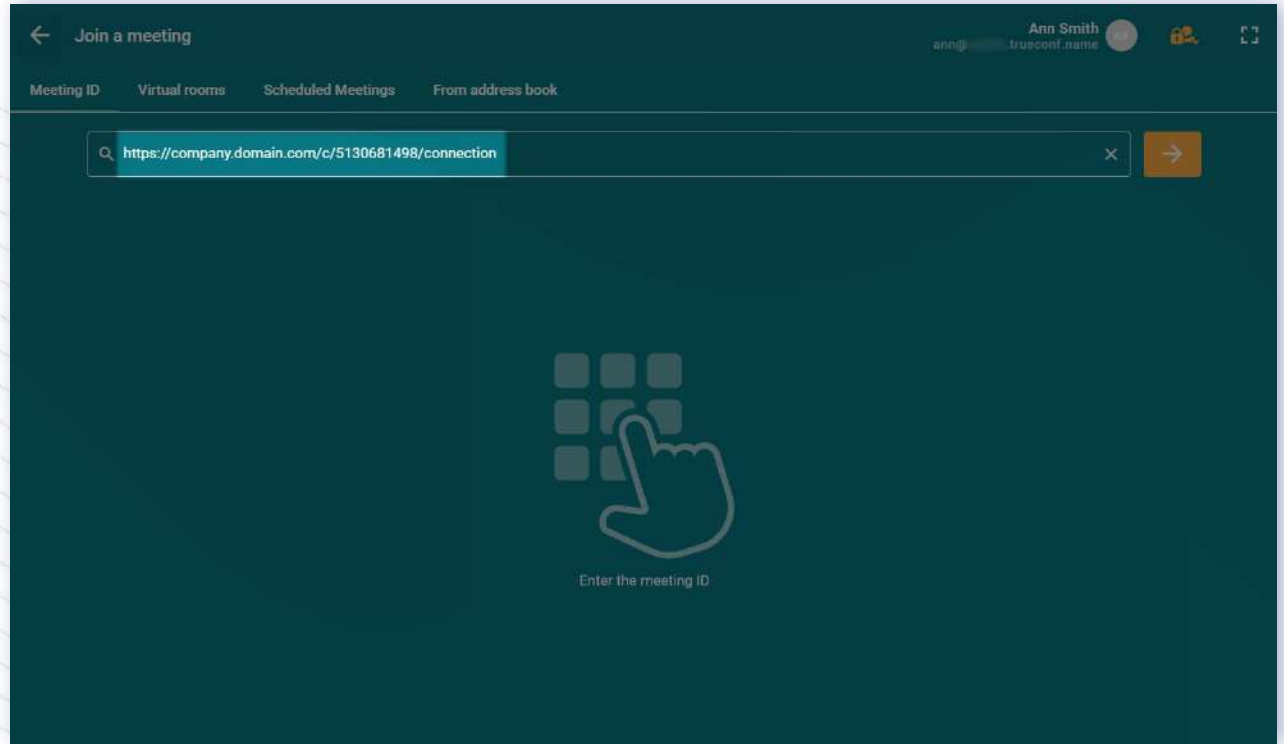 Join a meeting
Ann Smith
ann@ .trueconf.name
Meeting ID
Virtual rooms
Scheduled Meetings
From address book
https://company.domain.com/c/5130681498/connection
Enter the meeting ID